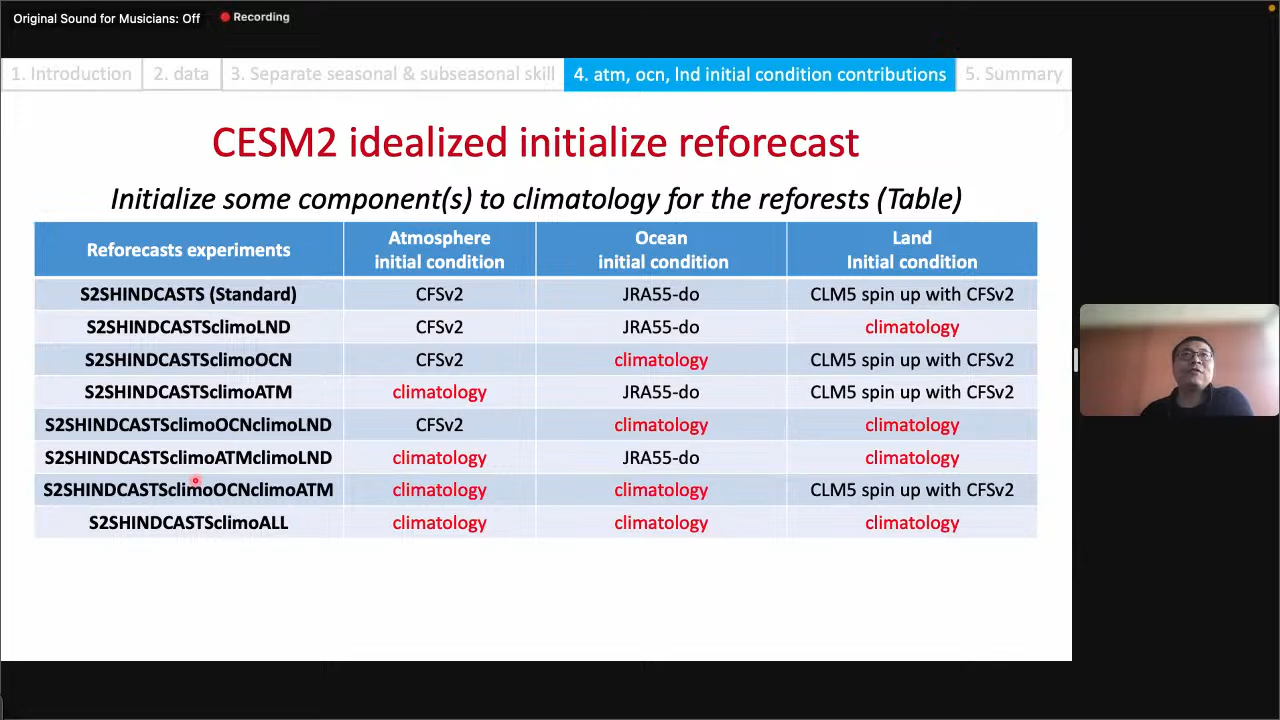 Original Sound for Musicians: Off
Recording
1. Introduction
2. data
3. Separate seasonal & subseasonal skill
4. atm, ocn, lnd initial condition contributions
5. Summary
CESM2 idealized initialize reforecast
Initialize some component(s) to climatology for the reforests (Table)
Reforecasts experiments
Atmosphere
initial condition
Ocean
initial condition
Land
Initial condition
S2SHINDCASTS (Standard) CFSv2 JRA55-do CLM5 spin up with CFSv2
S2SHINDCASTSclimoLND CFSv2 JRA55-do climatology
S2SHINDCASTSclimoOCN CFSv2 climatology CLM5 spin up with CFSv2
S2SHINDCASTSclimoATM climatology JRA55-do CLM5 spin up with CFSv2
S2SHINDCASTSclimoOCNclimoLND CFSv2 climatology climatology
S2SHINDCASTSclimoATMclimoLND climatology JRA55-do climatology
S2SHINDCASTSclimoOCNclimoATM climatology climatology CLM5 spin up with CFSv2
S2SHINDCASTSclimoALL climatology climatology climatology